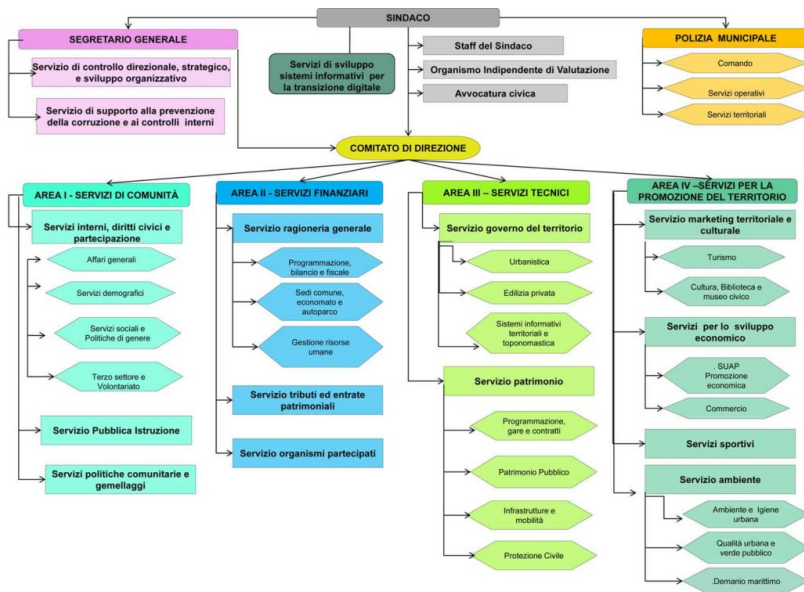 SINDACO
SEGRETARIO GENERALE
Servizio di controllo direzionale, strategico,
e sviluppo organizzativo
Servizio di supporto alla prevenzione
della corruzione e ai controlli interni
Servizi di sviluppo
sistemi informativi per
la transizione digitale
Staff del Sindaco
Organismo Indipendente di Valutazione
Avvocatura civica
POLIZIA MUNICIPALE
Comando
Servizi operativi
Servizi territoriali
COMITATO DI DIREZIONE
AREA I - SERVIZI DI COMUNITÀ
Servizi interni, diritti civici e
partecipazione
Affari generali
Servizi demografici
Servizi sociali e
Politiche di genere
Terzo settore e
Volontariato
Servizio Pubblica Istruzione
Servizi politiche comunitarie e
gemellaggi
AREA II - SERVIZI FINANZIARI
Servizio ragioneria generale
Programmazione,
bilancio e fiscale
Sedi comune,
economato e
autoparco
Gestione risorse
umane
Servizio tributi ed entrate
patrimoniali
Servizio organismi partecipati
AREA III – SERVIZI TECNICI
Servizio governo del territorio
Urbanistica
Edilizia privata
Sistemi informativi
territoriali e
toponomastica
Servizio patrimonio
Programmazione,
gare e contratti
Patrimonio Pubblico
Infrastrutture e
mobilità
Protezione Civile
AREA IV –SERVIZI PER LA
PROMOZIONE DEL TERRITORIO
Servizio marketing territoriale e
culturale
Turismo
Cultura, Biblioteca e
museo civico
Servizi per lo sviluppo
economico
SUAP
Promozione
economica
Commercio
Servizi sportivi
Servizio ambiente
Ambiente e Igiene
urbana
Qualità urbana e
verde pubblico
.Demanio marittimo